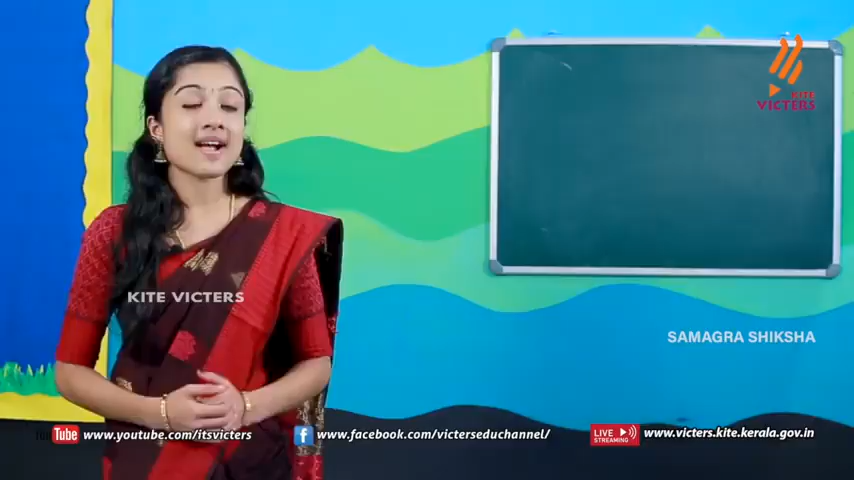 KITE
VICTERS
KITE VICTERS
SAMAGRA SHIKSHA
YouTube www.youtube.com/itsvicters
f www.facebook.com/victerseduchannel/
LIVE
STREAMING
www.victers.kite.kerala.gov.in